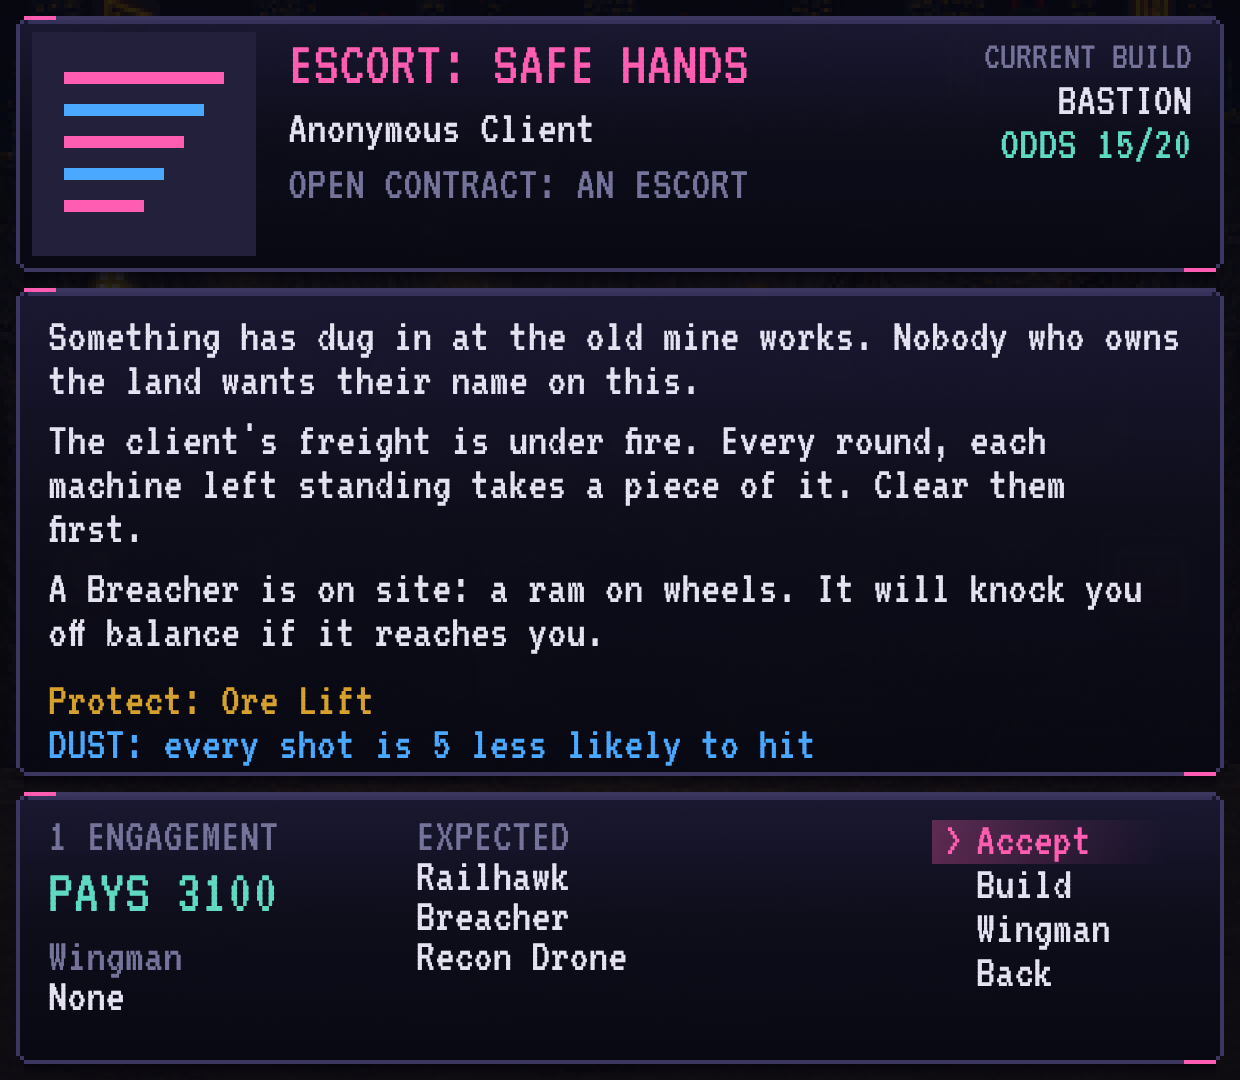 ESCORT: SAFE HANDS
Anonymous Client
OPEN CONTRACT: AN ESCORT
CURRENT BUILD
BASTION
ODDS 15/20
Something has dug in at the old mine works. Nobody who owns
the land wants their name on this.
The client's freight is under fire. Every round, each
machine left standing takes a piece of it. Clear them
first.
A Breacher is on site: a ram on wheels. It will knock you
off balance if it reaches you.
Protect: Ore Lift
DUST: every shot is 5 less likely to hit
1 ENGAGEMENT
PAYS 3100
Wingman
None
EXPECTED
Railhawk
Breacher
Recon Drone
> Accept
Build
Wingman
Back